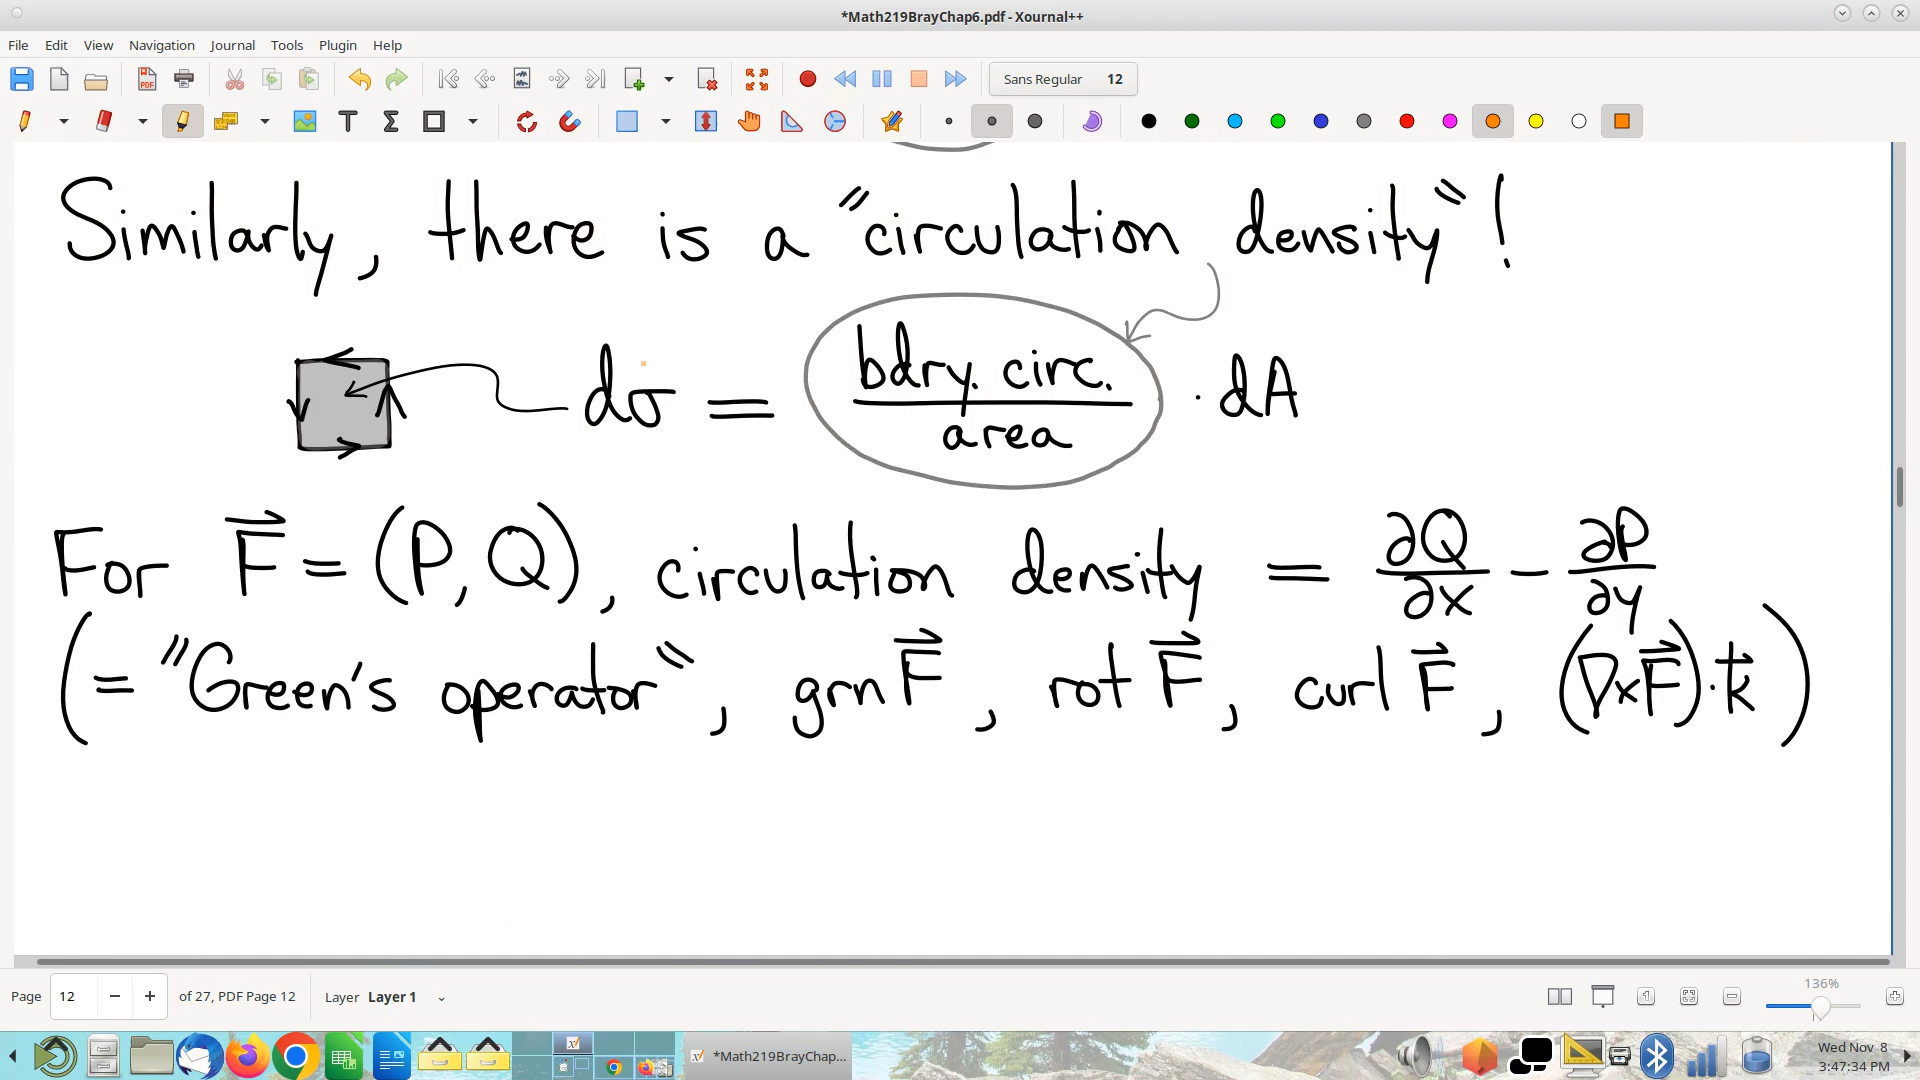 *Math219BrayChap6.pdf - Xournal++
File Edit View Navigation Journal Tools Plugin Help
Sans Regular 12
Similarly, there is a "circulation density"!
dσ = bdry. circ. / area · dA
For F⃗ = (P, Q), circulation density = ∂Q/∂x − ∂P/∂y
(= "Green's operator", grn F⃗, rot F⃗, curl F⃗, (∇×F⃗)·k⃗)
136%
Page 12 of 27, PDF Page 12 Layer Layer 1
*Math219BrayChap...
Wed Nov 8
3:47:34 PM